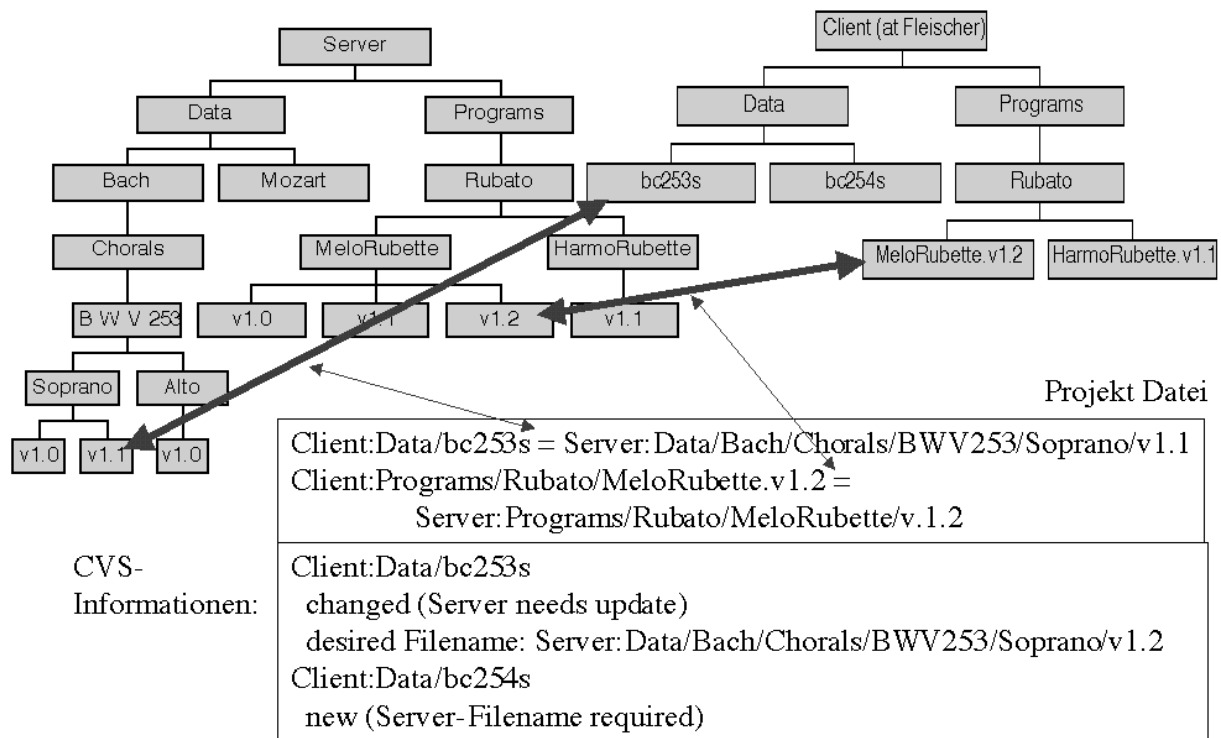 Server
Client (at Fleischer)
Data
Programs
Data
Programs
Bach
Mozart
Rubato
bc253s
bc254s
Rubato
Chorals
MeloRubette
HarmoRubette
MeloRubette.v1.2
HarmoRubette.v1.1
B W V 253
v1.0
v1.1
v1.2
v1.1
Soprano
Alto
v1.0
v1.1
v1.0
Projekt Datei
Client:Data/bc253s = Server:Data/Bach/Chorals/BWV253/Soprano/v1.1
Client:Programs/Rubato/MeloRubette.v1.2 =
Server:Programs/Rubato/MeloRubette/v.1.2
CVS-
Informationen:
Client:Data/bc253s
changed (Server needs update)
desired Filename: Server:Data/Bach/Chorals/BWV253/Soprano/v1.2
Client:Data/bc254s
new (Server-Filename required)